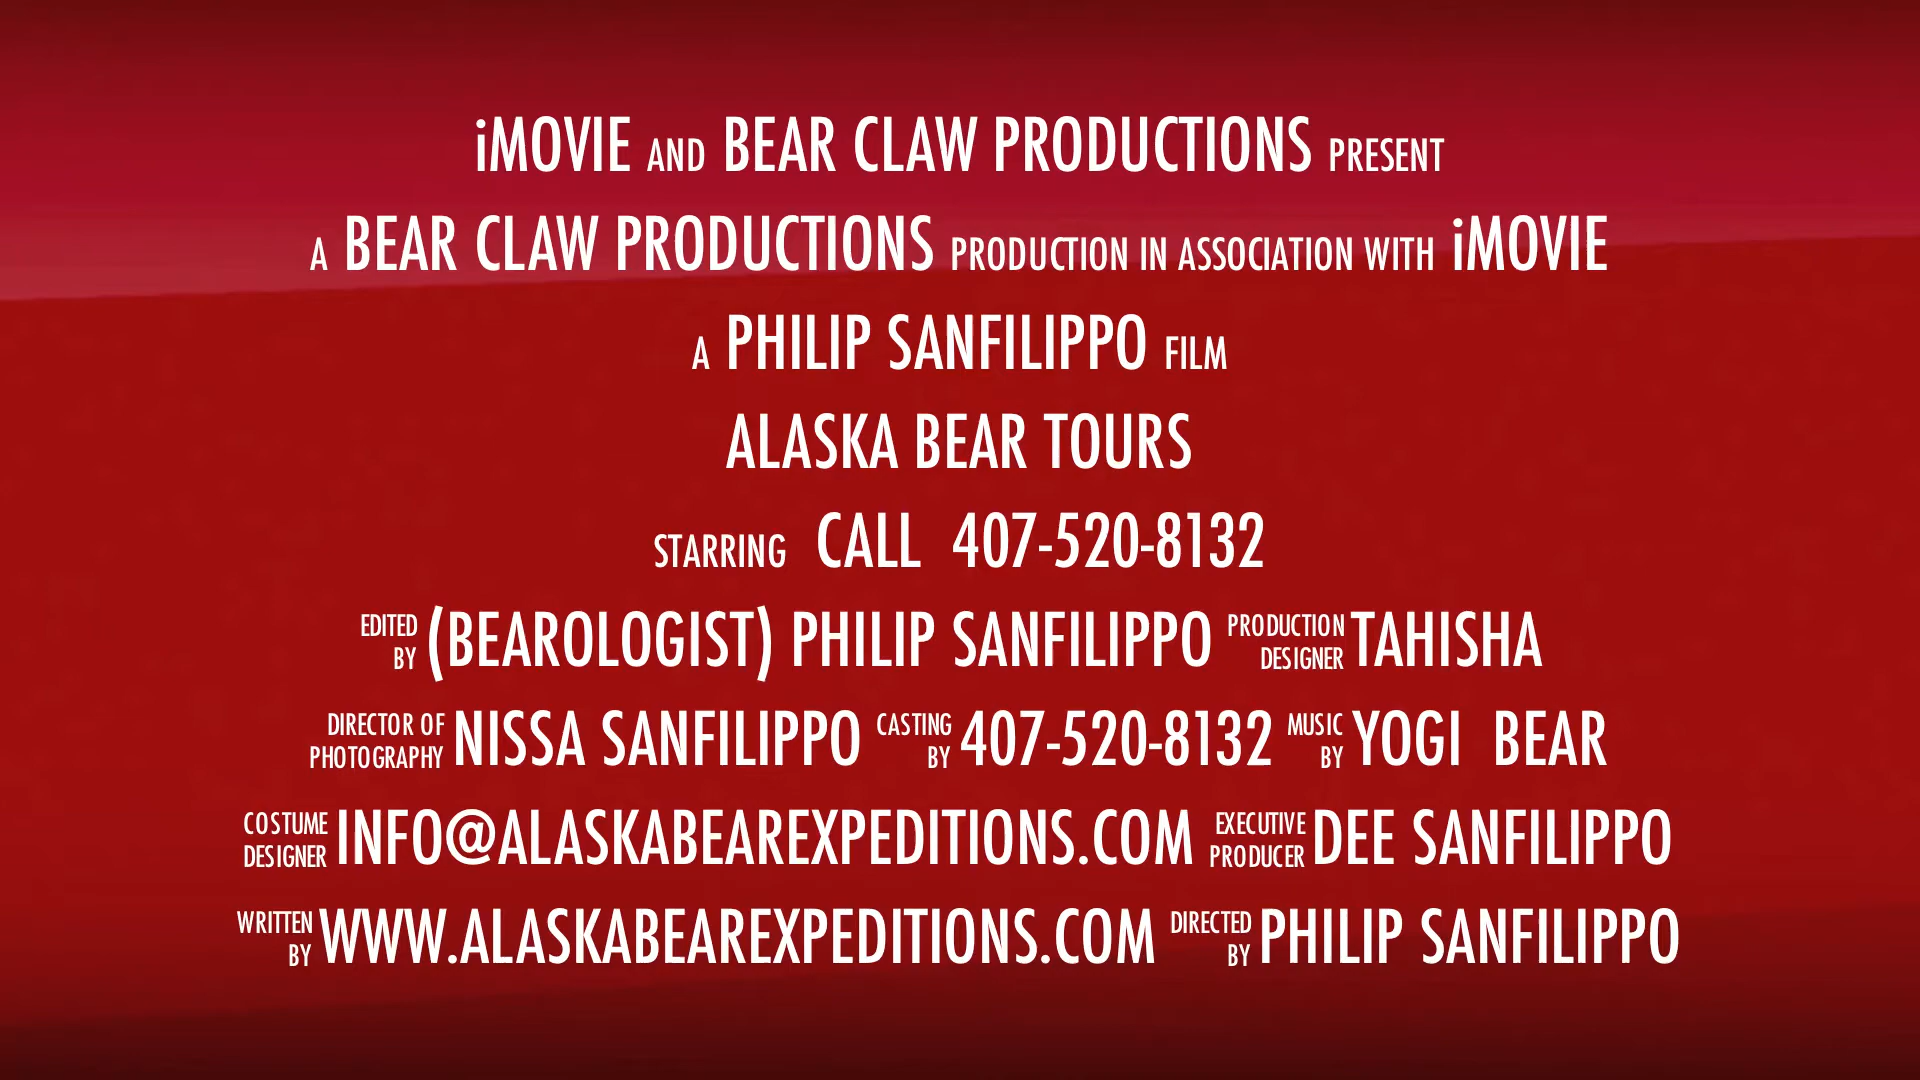 iMOVIE AND BEAR CLAW PRODUCTIONS PRESENT
A BEAR CLAW PRODUCTIONS PRODUCTION IN ASSOCIATION WITH iMOVIE
A PHILIP SANFILIPPO FILM
ALASKA BEAR TOURS
STARRING CALL 407-520-8132
EDITED BY (BEAROLOGIST) PHILIP SANFILIPPO PRODUCTION DESIGNER TAHISHA
DIRECTOR OF PHOTOGRAPHY NISSA SANFILIPPO CASTING BY 407-520-8132 MUSIC BY YOGI BEAR
COSTUME DESIGNER INFO@ALASKABEAREXPEDITIONS.COM EXECUTIVE PRODUCER DEE SANFILIPPO
WRITTEN BY WWW.ALASKABEAREXPEDITIONS.COM DIRECTED BY PHILIP SANFILIPPO